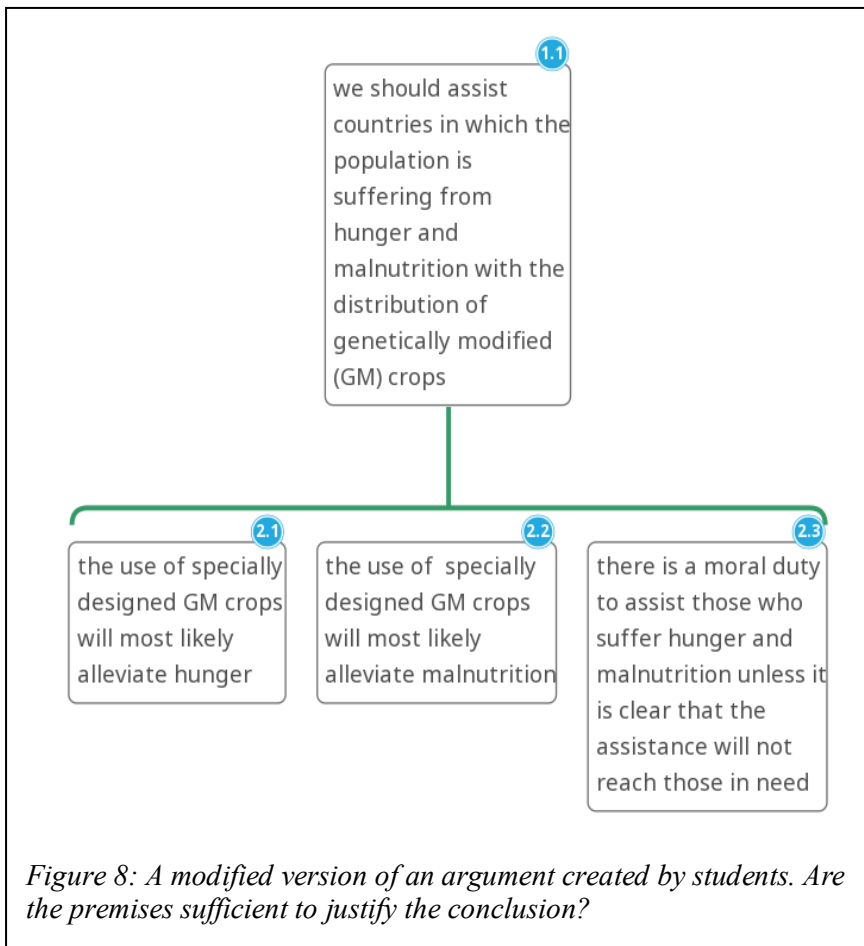 1.1
we should assist
countries in which the
population is
suffering from
hunger and
malnutrition with the
distribution of
genetically modified
(GM) crops
2.1
the use of specially
designed GM crops
will most likely
alleviate hunger
2.2
the use of specially
designed GM crops
will most likely
alleviate malnutrition
2.3
there is a moral duty
to assist those who
suffer hunger and
malnutrition unless it
is clear that the
assistance will not
reach those in need
Figure 8: A modified version of an argument created by students. Are
the premises sufficient to justify the conclusion?